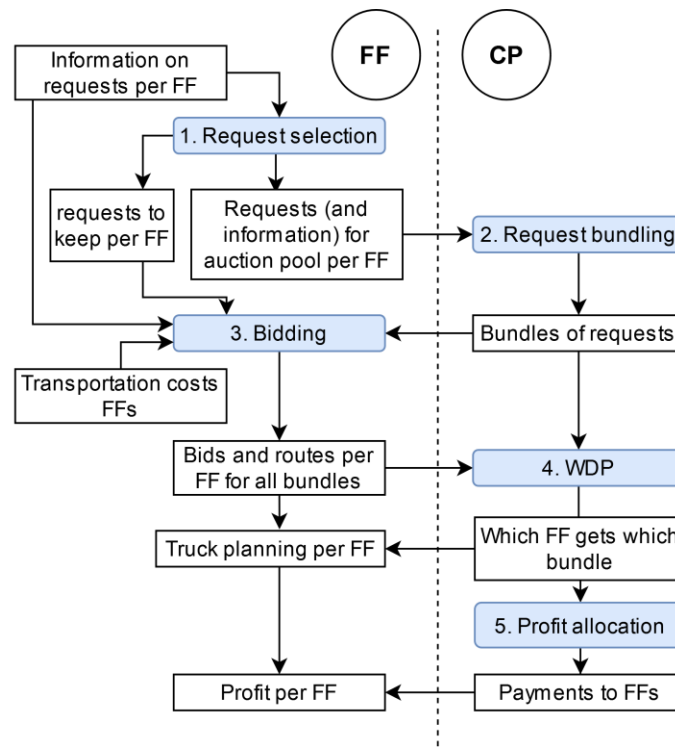 FF
CP
Information on
requests per FF
1. Request selection
requests to
keep per FF
Requests (and
information) for
auction pool per FF
2. Request bundling
3. Bidding
Bundles of requests
Transportation costs
FFs
Bids and routes per
FF for all bundles
4. WDP
Truck planning per FF
Which FF gets which
bundle
5. Profit allocation
Profit per FF
Payments to FFs